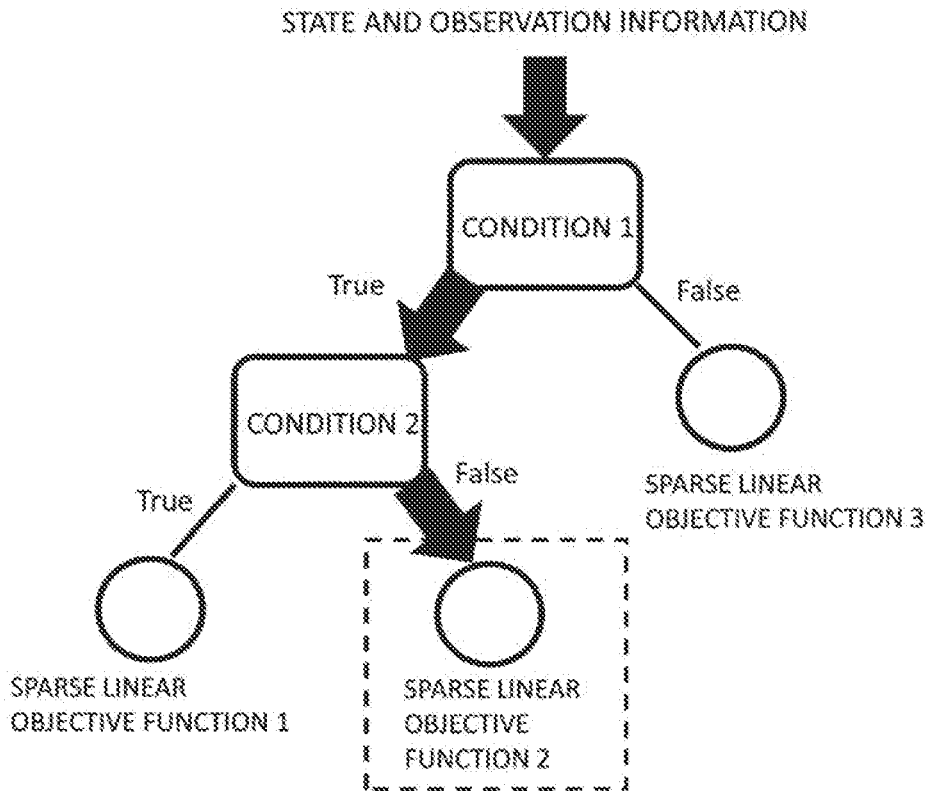 STATE AND OBSERVATION INFORMATION
CONDITION 1
True
False
CONDITION 2
SPARSE LINEAR
OBJECTIVE FUNCTION 3
True
False
SPARSE LINEAR
OBJECTIVE FUNCTION 1
SPARSE LINEAR
OBJECTIVE
FUNCTION 2